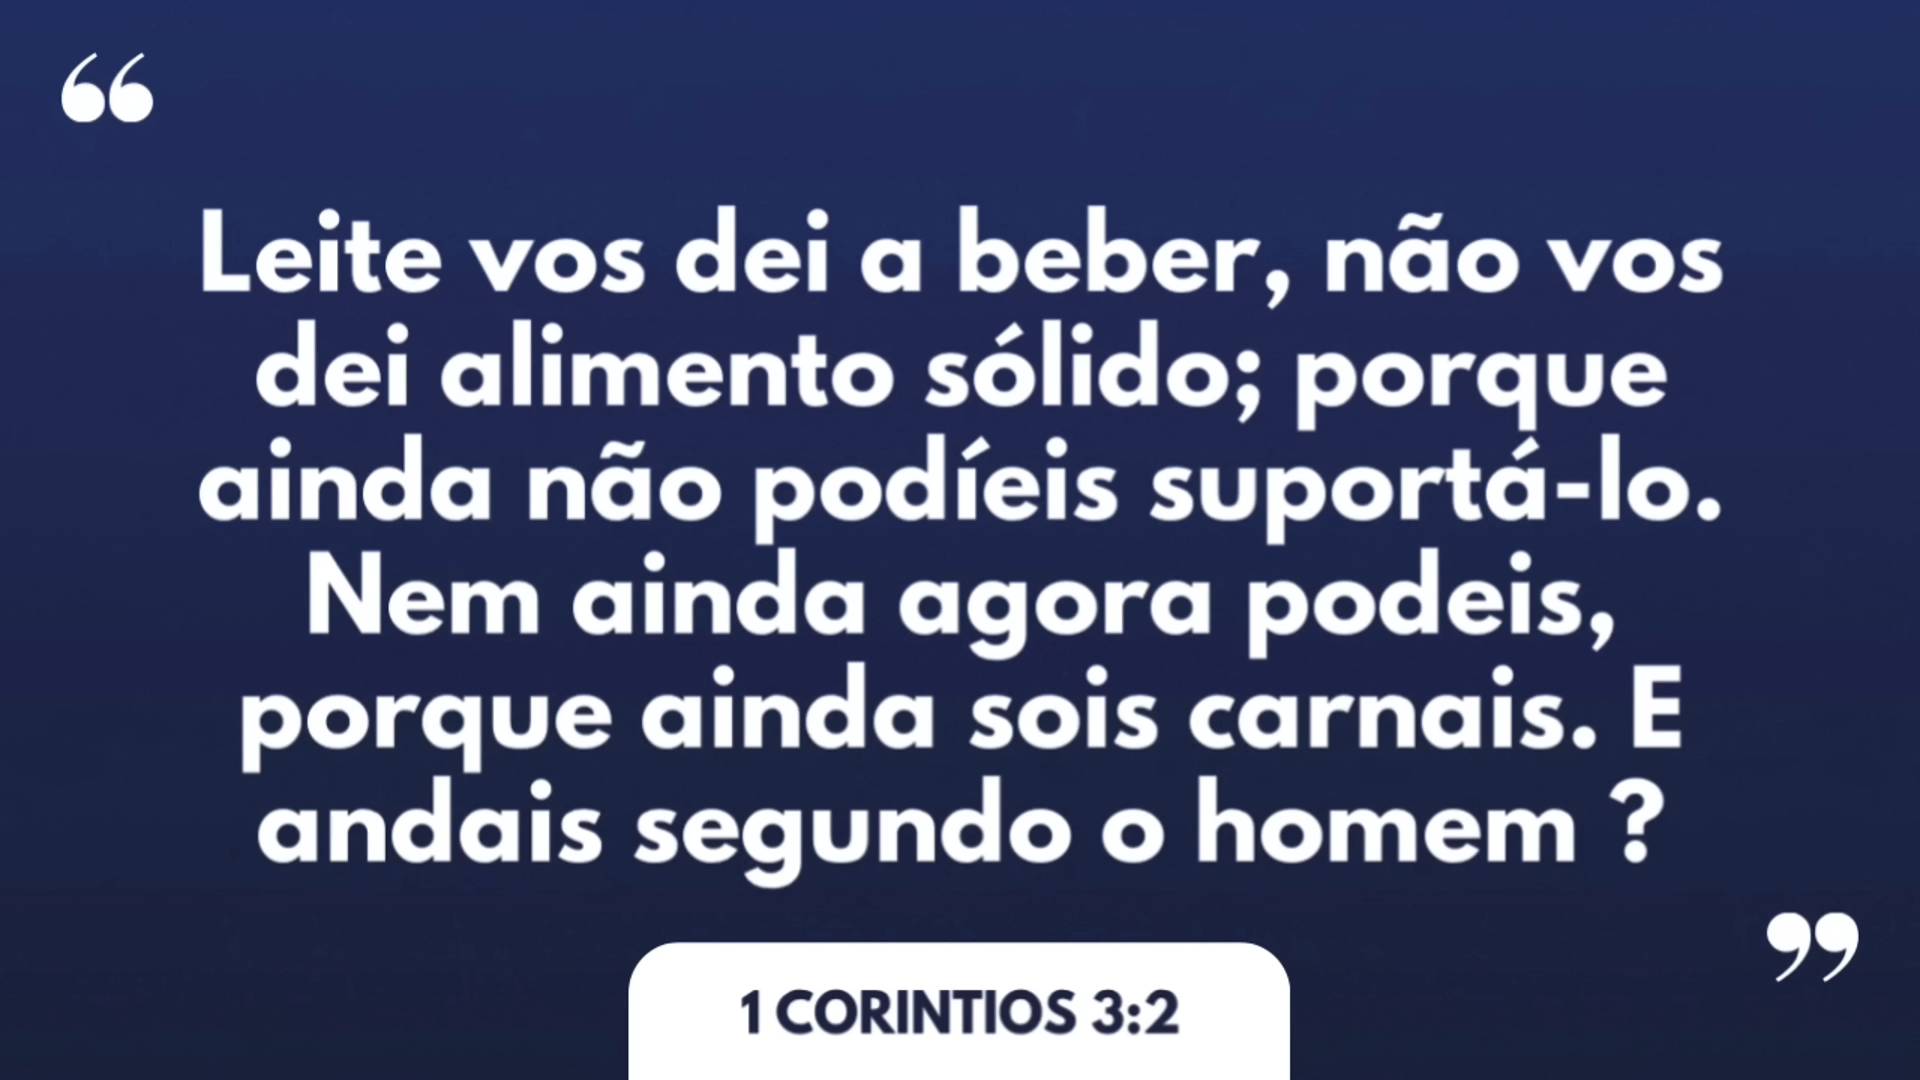 “
Leite vos dei a beber, não vos
dei alimento sólido; porque
ainda não podíeis suportá-lo.
Nem ainda agora podeis,
porque ainda sois carnais. E
andais segundo o homem ?
”
1 CORINTIOS 3:2